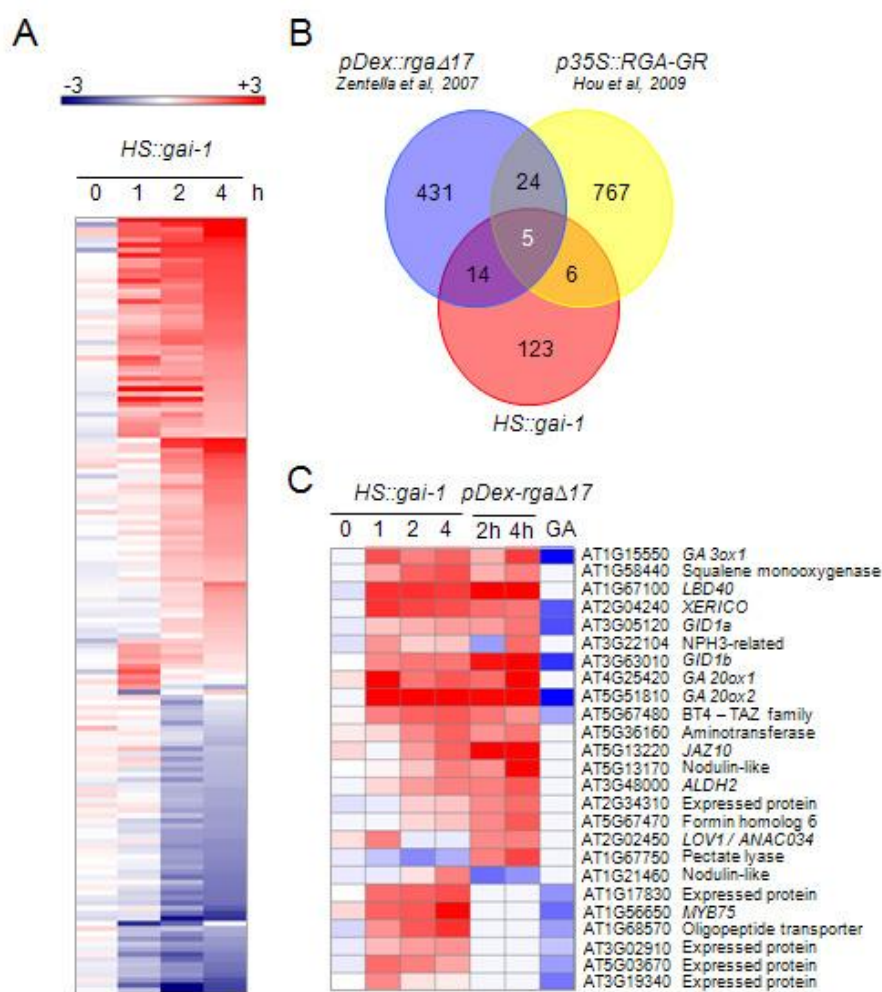 A
-3 +3
HS::gai-1
0 1 2 4 h
B
pDex::rgaΔ17
Zentella et al, 2007
p35S::RGA-GR
Hou et al, 2009
431 24 767
5
14 6
123
HS::gai-1
C
HS::gai-1 pDex-rgaΔ17
0 1 2 4 2h 4h GA
AT1G15550 GA 3ox1
AT1G58440 Squalene monooxygenase
AT1G67100 LBD40
AT2G04240 XERICO
AT3G05120 GID1a
AT3G22104 NPH3-related
AT3G63010 GID1b
AT4G25420 GA 20ox1
AT5G51810 GA 20ox2
AT5G67480 BT4 – TAZ family
AT5G36160 Aminotransferase
AT5G13220 JAZ10
AT5G13170 Nodulin-like
AT3G48000 ALDH2
AT2G34310 Expressed protein
AT5G67470 Formin homolog 6
AT2G02450 LOV1 / ANAC034
AT1G67750 Pectate lyase
AT1G21460 Nodulin-like
AT1G17830 Expressed protein
AT1G56650 MYB75
AT1G68570 Oligopeptide transporter
AT3G02910 Expressed protein
AT5G03670 Expressed protein
AT3G19340 Expressed protein